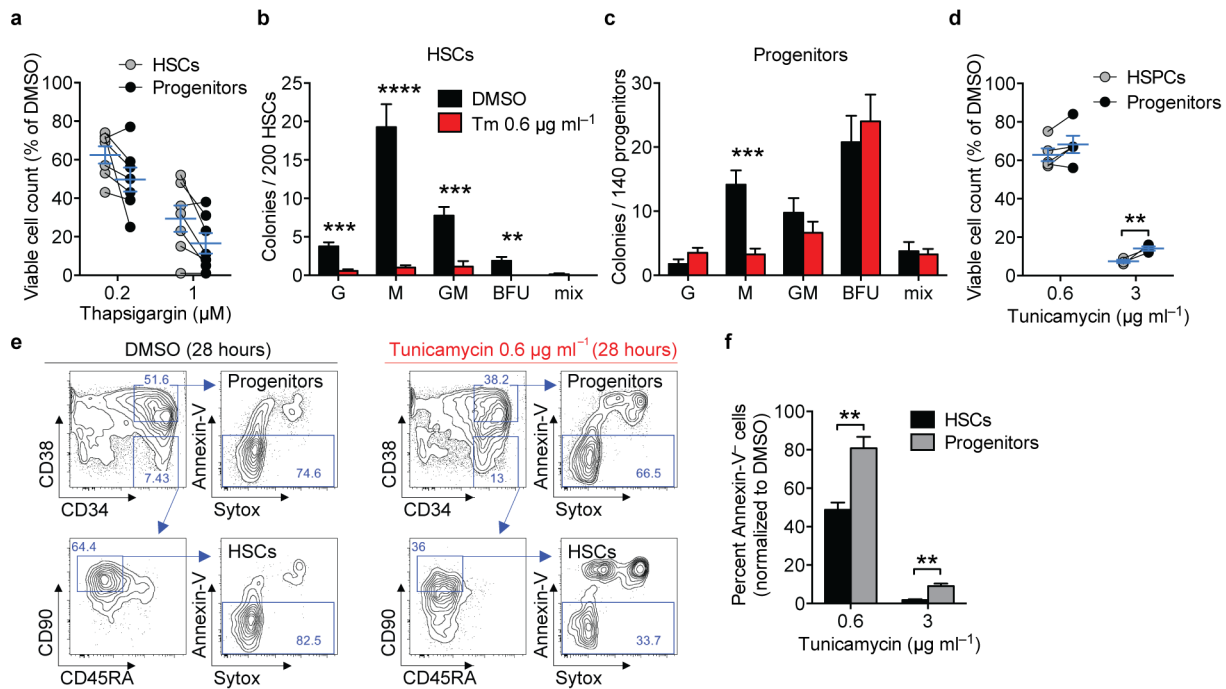 a
HSCs
Progenitors
Viable cell count (% of DMSO)
100
80
60
40
20
0
0.2
1
Thapsigargin (μM)
b
HSCs
Colonies / 200 HSCs
25
20
15
10
5
0
***
****
***
**
DMSO
Tm 0.6 μg ml⁻¹
G
M
GM
BFU
mix
c
Progenitors
Colonies / 140 progenitors
30
20
10
0
***
G
M
GM
BFU
mix
d
HSPCs
Progenitors
Viable cell count (% of DMSO)
100
80
60
40
20
0
**
0.6
3
Tunicamycin (μg ml⁻¹)
e
DMSO (28 hours)
51.6
7.43
CD38
CD34
Progenitors
74.6
Annexin-V
Sytox
64.4
CD90
CD45RA
HSCs
82.5
Annexin-V
Sytox
Tunicamycin 0.6 μg ml⁻¹ (28 hours)
38.2
13
CD38
CD34
Progenitors
66.5
Annexin-V
Sytox
36
CD90
CD45RA
HSCs
33.7
Annexin-V
Sytox
f
HSCs
Progenitors
Percent Annexin-V⁻ cells
(normalized to DMSO)
100
80
60
40
20
0
**
**
0.6
3
Tunicamycin (μg ml⁻¹)